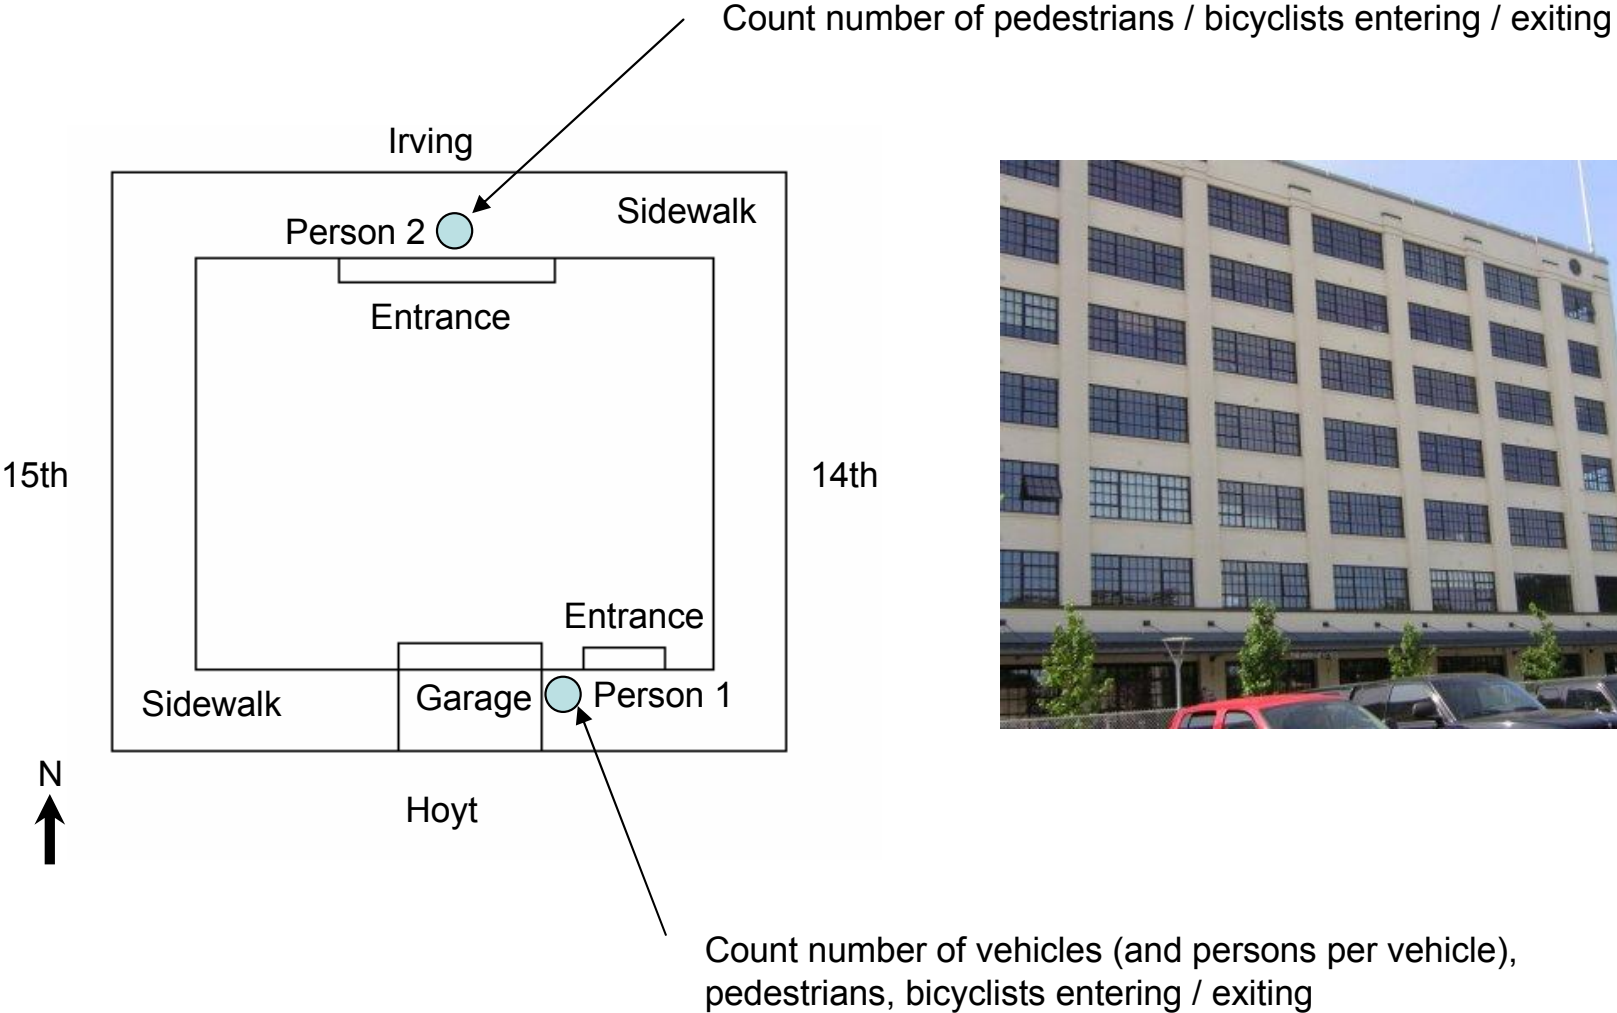 Count number of pedestrians / bicyclists entering / exiting
Irving
Sidewalk
Person 2
Entrance
15th
14th
Entrance
Sidewalk
Garage
Person 1
N
Hoyt
Count number of vehicles (and persons per vehicle),
pedestrians, bicyclists entering / exiting